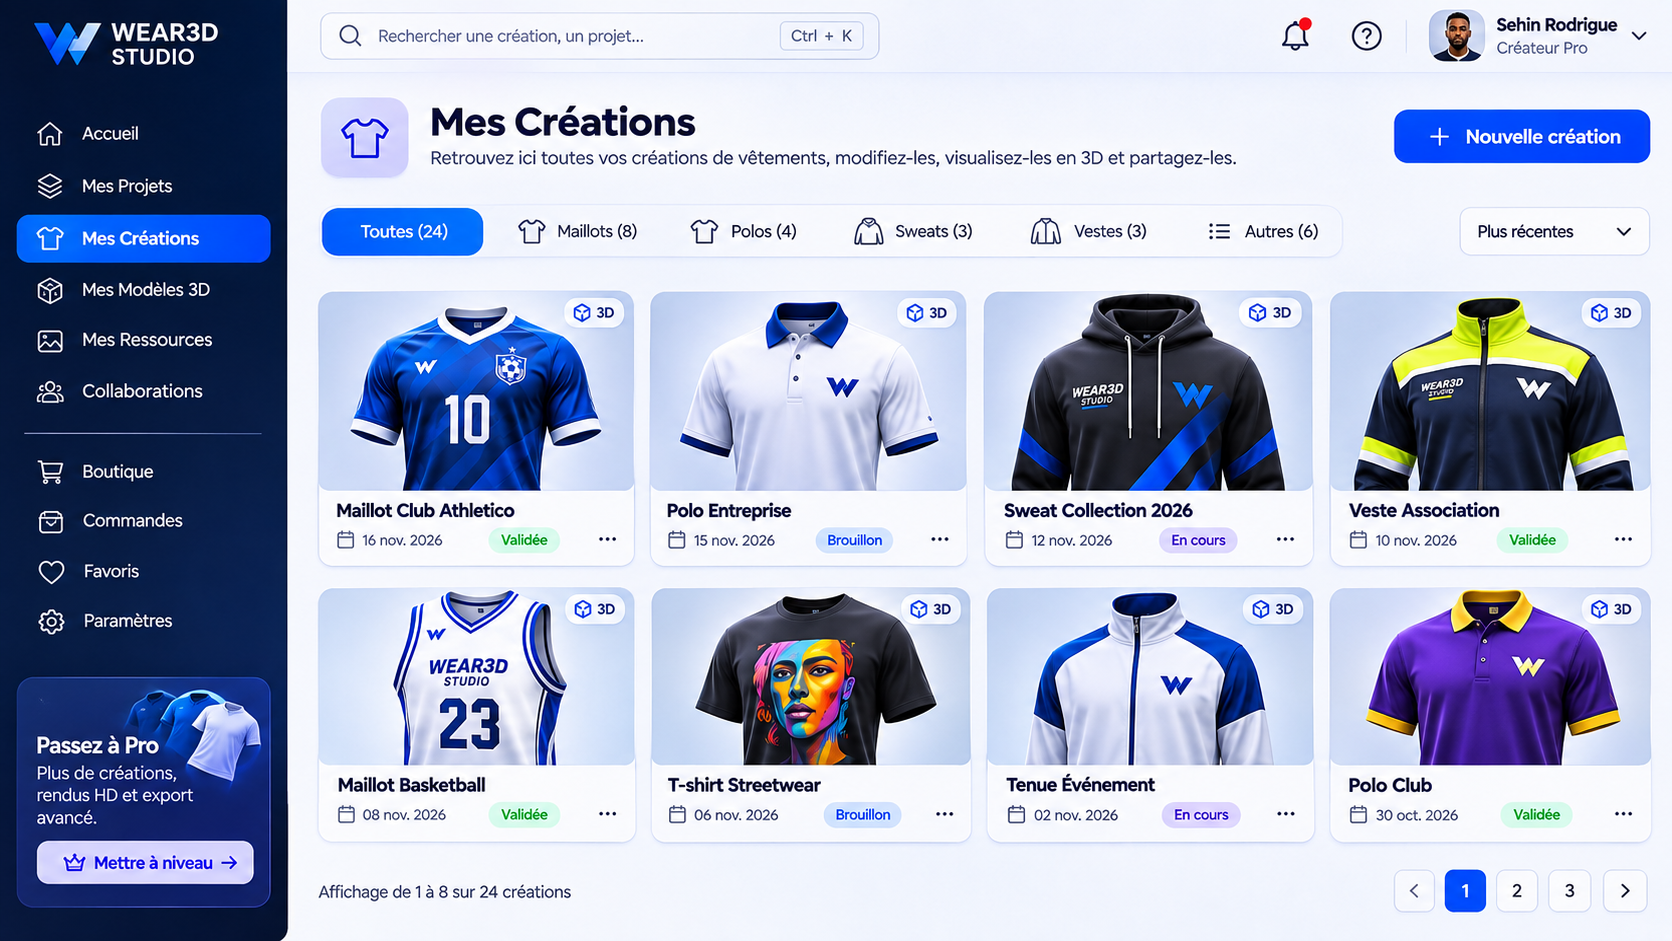 WEAR3D
STUDIO
Rechercher une création, un projet...
Ctrl + K
Sehin Rodrigue
Créateur Pro
Accueil
Mes Projets
Mes Créations
Mes Modèles 3D
Mes Ressources
Collaborations
Boutique
Commandes
Favoris
Paramètres
Passez à Pro
Plus de créations,
rendus HD et export
avancé.
Mettre à niveau
Mes Créations
Retrouvez ici toutes vos créations de vêtements, modifiez-les, visualisez-les en 3D et partagez-les.
Nouvelle création
Toutes (24)
Maillots (8)
Polos (4)
Sweats (3)
Vestes (3)
Autres (6)
Plus récentes
3D
10
Maillot Club Athletico
16 nov. 2026
Validée
3D
Polo Entreprise
15 nov. 2026
Brouillon
3D
WEAR3D
STUDIO
Sweat Collection 2026
12 nov. 2026
En cours
3D
WEAR3D
Veste Association
10 nov. 2026
Validée
3D
WEAR3D
STUDIO
23
Maillot Basketball
08 nov. 2026
Validée
3D
T-shirt Streetwear
06 nov. 2026
Brouillon
3D
Tenue Événement
02 nov. 2026
En cours
3D
Polo Club
30 oct. 2026
Validée
Affichage de 1 à 8 sur 24 créations
1
2
3